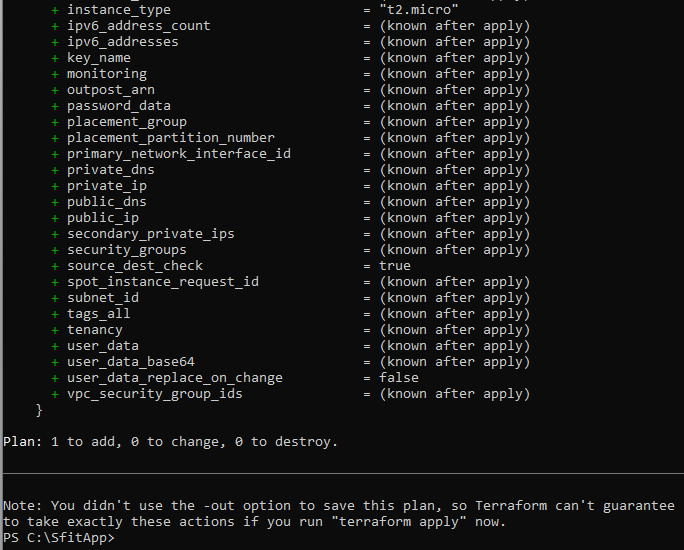 + instance_type = "t2.micro"
+ ipv6_address_count = (known after apply)
+ ipv6_addresses = (known after apply)
+ key_name = (known after apply)
+ monitoring = (known after apply)
+ outpost_arn = (known after apply)
+ password_data = (known after apply)
+ placement_group = (known after apply)
+ placement_partition_number = (known after apply)
+ primary_network_interface_id = (known after apply)
+ private_dns = (known after apply)
+ private_ip = (known after apply)
+ public_dns = (known after apply)
+ public_ip = (known after apply)
+ secondary_private_ips = (known after apply)
+ security_groups = (known after apply)
+ source_dest_check = true
+ spot_instance_request_id = (known after apply)
+ subnet_id = (known after apply)
+ tags_all = (known after apply)
+ tenancy = (known after apply)
+ user_data = (known after apply)
+ user_data_base64 = (known after apply)
+ user_data_replace_on_change = false
+ vpc_security_group_ids = (known after apply)
}
Plan: 1 to add, 0 to change, 0 to destroy.
Note: You didn't use the -out option to save this plan, so Terraform can't guarantee
to take exactly these actions if you run "terraform apply" now.
PS C:\SfitApp>